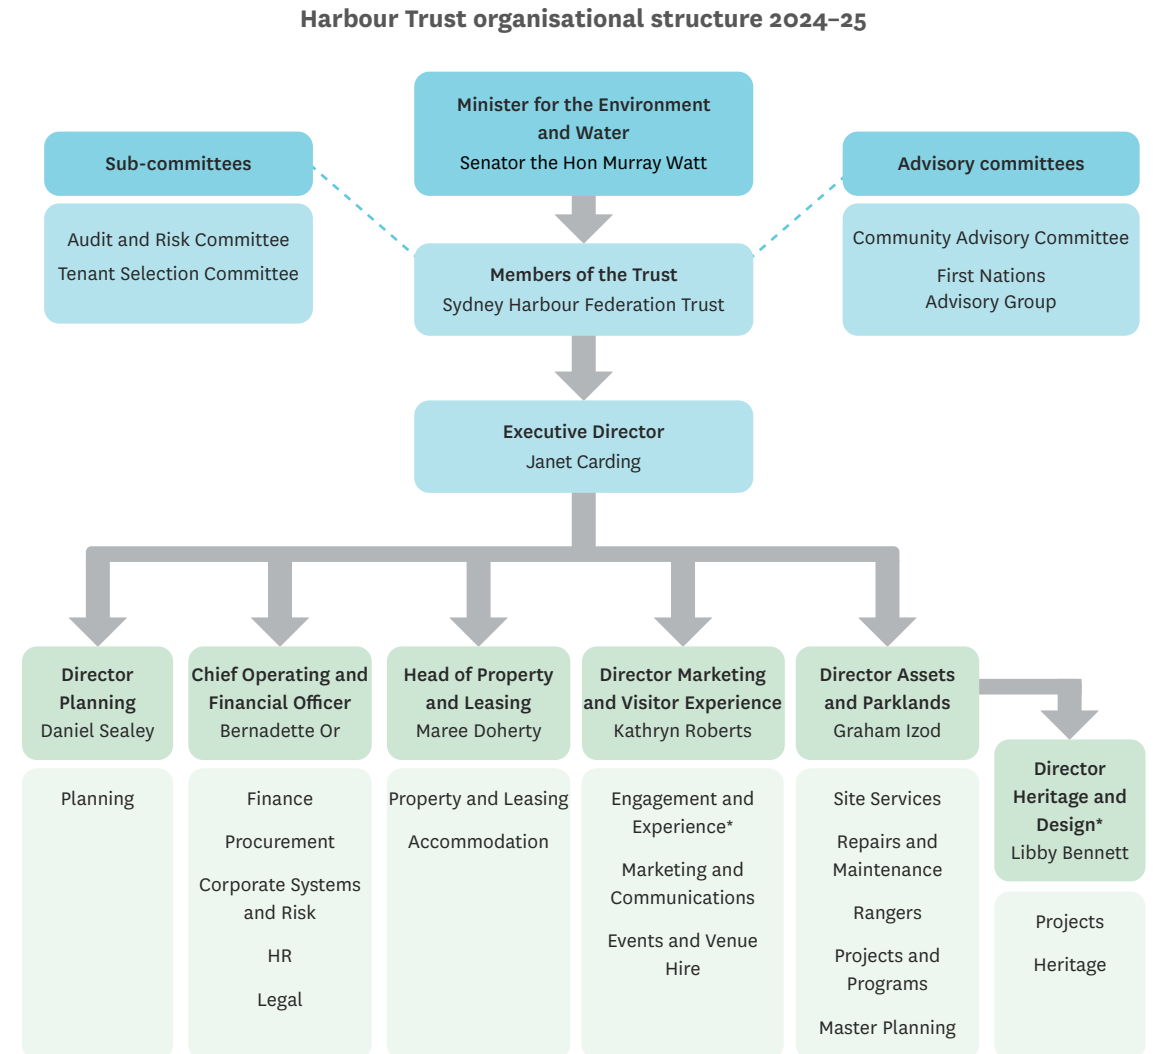 Harbour Trust organisational structure 2024–25
Minister for the Environment
and Water
Senator the Hon Murray Watt
Sub-committees
Audit and Risk Committee
Tenant Selection Committee
Advisory committees
Community Advisory Committee
First Nations
Advisory Group
Members of the Trust
Sydney Harbour Federation Trust
Executive Director
Janet Carding
Director
Planning
Daniel Sealey
Planning
Chief Operating and
Financial Officer
Bernadette Or
Finance
Procurement
Corporate Systems
and Risk
HR
Legal
Head of Property
and Leasing
Maree Doherty
Property and Leasing
Accommodation
Director Marketing
and Visitor Experience
Kathryn Roberts
Engagement and
Experience*
Marketing and
Communications
Events and Venue
Hire
Director Assets
and Parklands
Graham Izod
Site Services
Repairs and
Maintenance
Rangers
Projects and
Programs
Master Planning
Director
Heritage and
Design*
Libby Bennett
Projects
Heritage